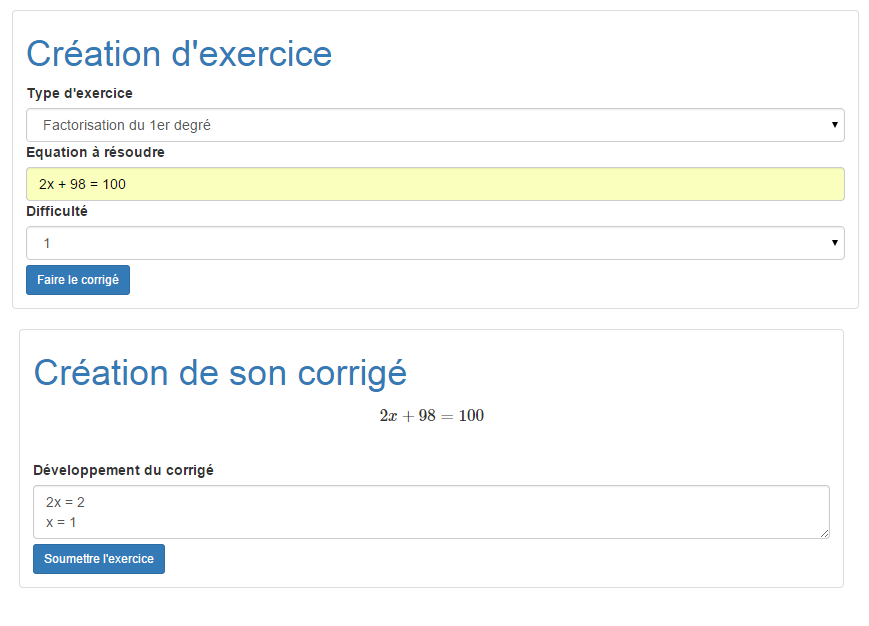 Création d'exercice
Type d'exercice
Factorisation du 1er degré
Equation à résoudre
2x + 98 = 100
Difficulté
1
Faire le corrigé
Création de son corrigé
2x + 98 = 100
Développement du corrigé
2x = 2
x = 1
Soumettre l'exercice